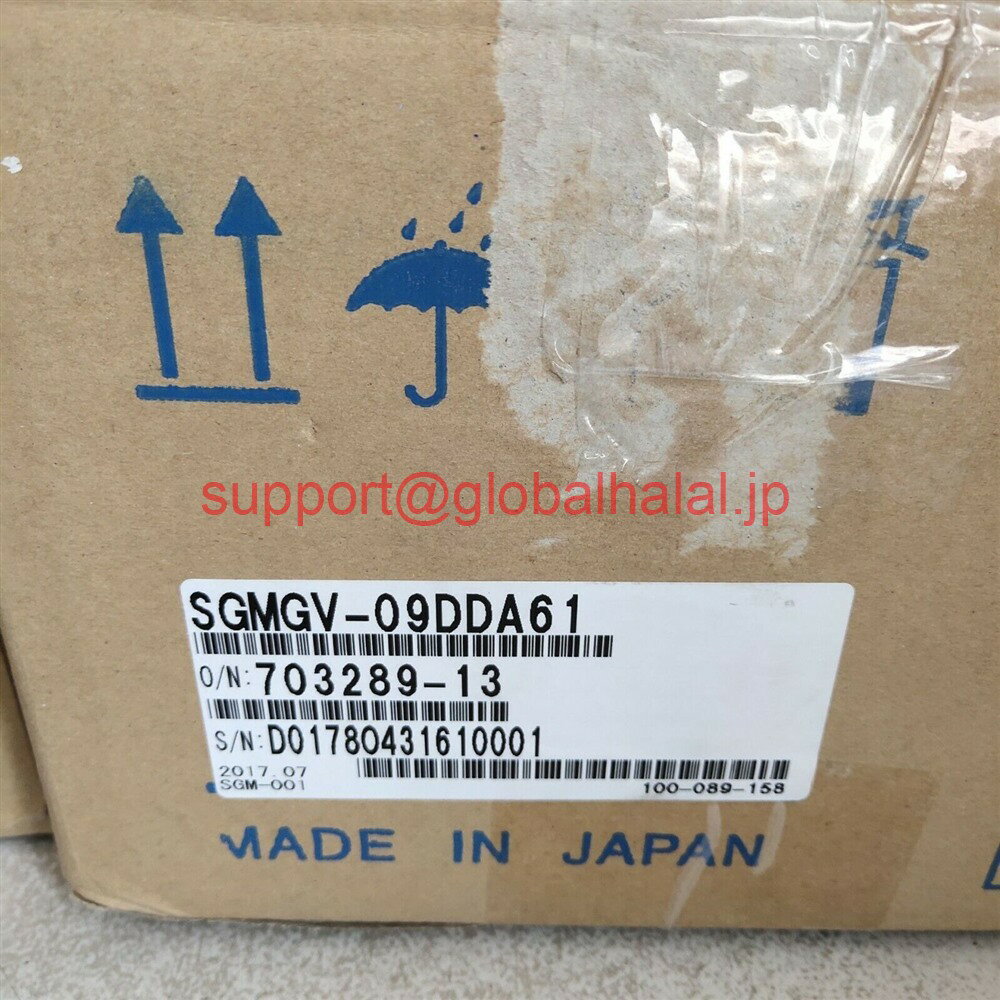 support@globalhalal.jp
SGMGV-09DDA61
O/N: 703289-13
S/N: D01780431610001
2017.07
SGM-001
100-089-158
MADE IN JAPAN